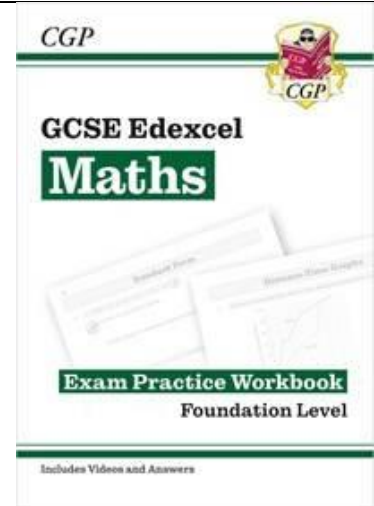 CGP
CGP
GCSE Edexcel
Maths
Standard Form
Distance-Time Graphs
Exam Practice Workbook
Foundation Level
Includes Videos and Answers